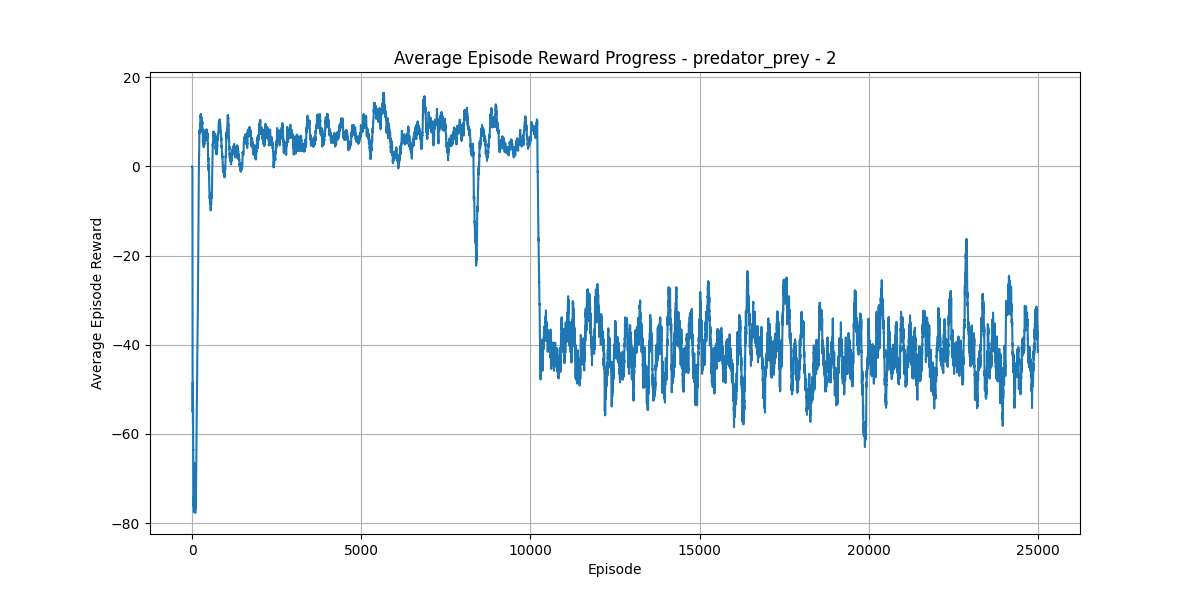 Average Episode Reward Progress - predator_prey - 2
Average Episode Reward
20
0
−20
−40
−60
−80
0 5000 10000 15000 20000 25000
Episode